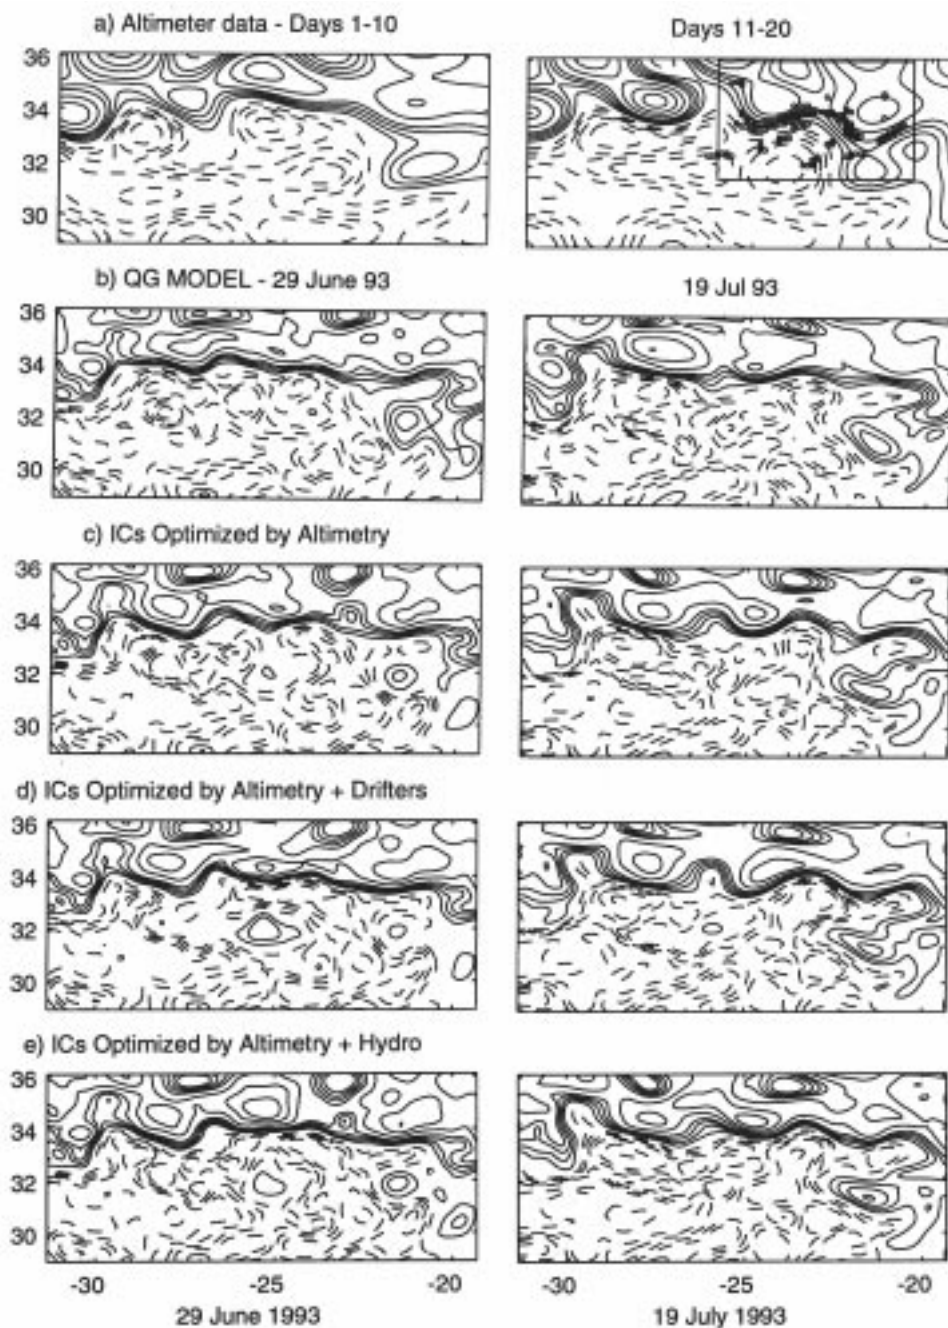 a) Altimeter data - Days 1-10
Days 11-20
36
34
32
30
b) QG MODEL - 29 June 93
19 Jul 93
36
34
32
30
c) ICs Optimized by Altimetry
36
34
32
30
d) ICs Optimized by Altimetry + Drifters
36
34
32
30
e) ICs Optimized by Altimetry + Hydro
36
34
32
30
-30 -25 -20 -30 -25 -20
29 June 1993
19 July 1993